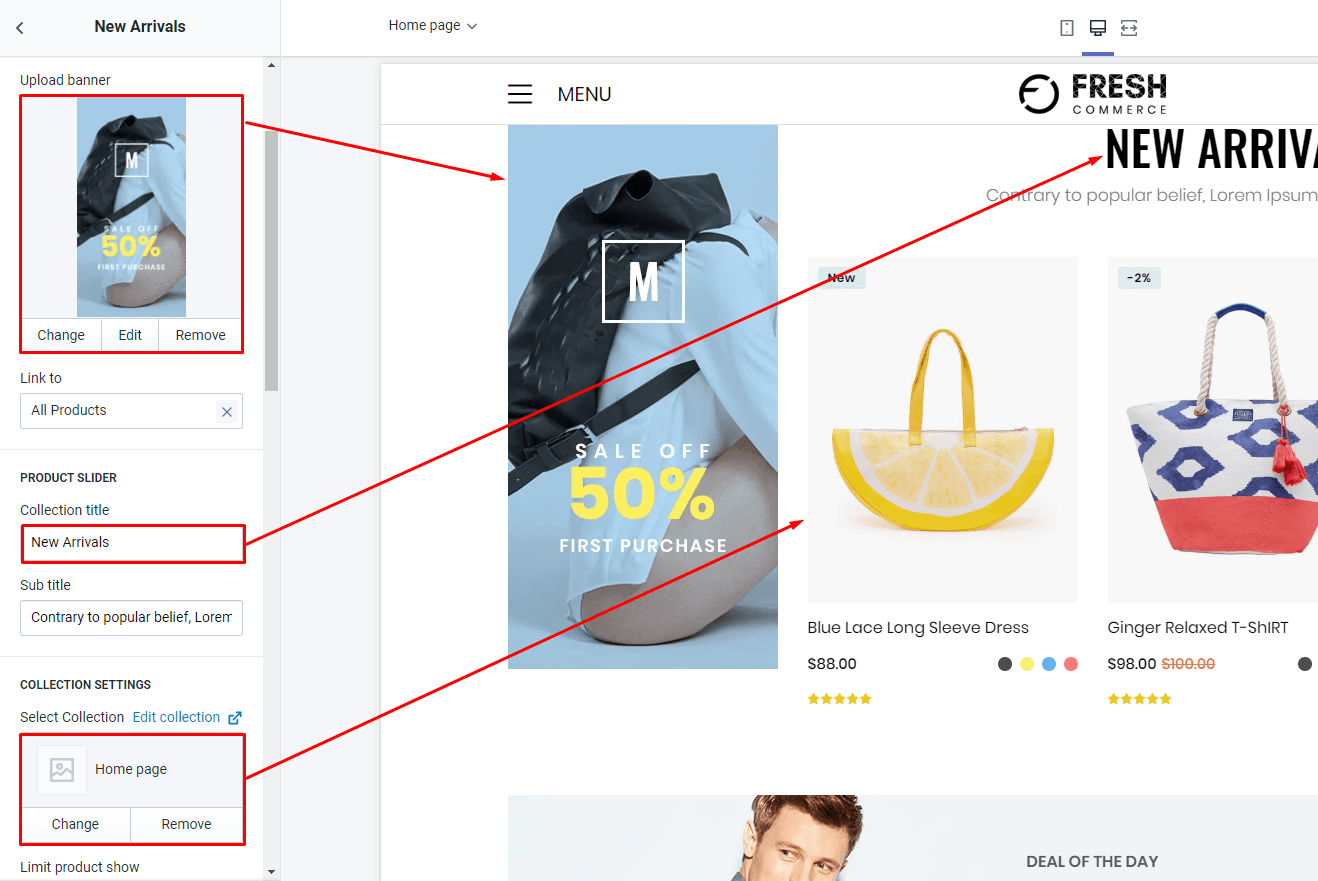 New Arrivals
Home page
Upload banner
M
SALE OFF
50%
FIRST PURCHASE
Change Edit Remove
Link to
All Products
PRODUCT SLIDER
Collection title
New Arrivals
Sub title
Contrary to popular belief, Lorem
COLLECTION SETTINGS
Select Collection Edit collection
Home page
Change Remove
Limit product show
MENU
FRESH
COMMERCE
M
SALE OFF
50%
FIRST PURCHASE
NEW ARRIVA
Contrary to popular belief, Lorem Ipsum
New
-2%
Blue Lace Long Sleeve Dress
$88.00
Ginger Relaxed T-ShIRT
$98.00 $100.00
DEAL OF THE DAY